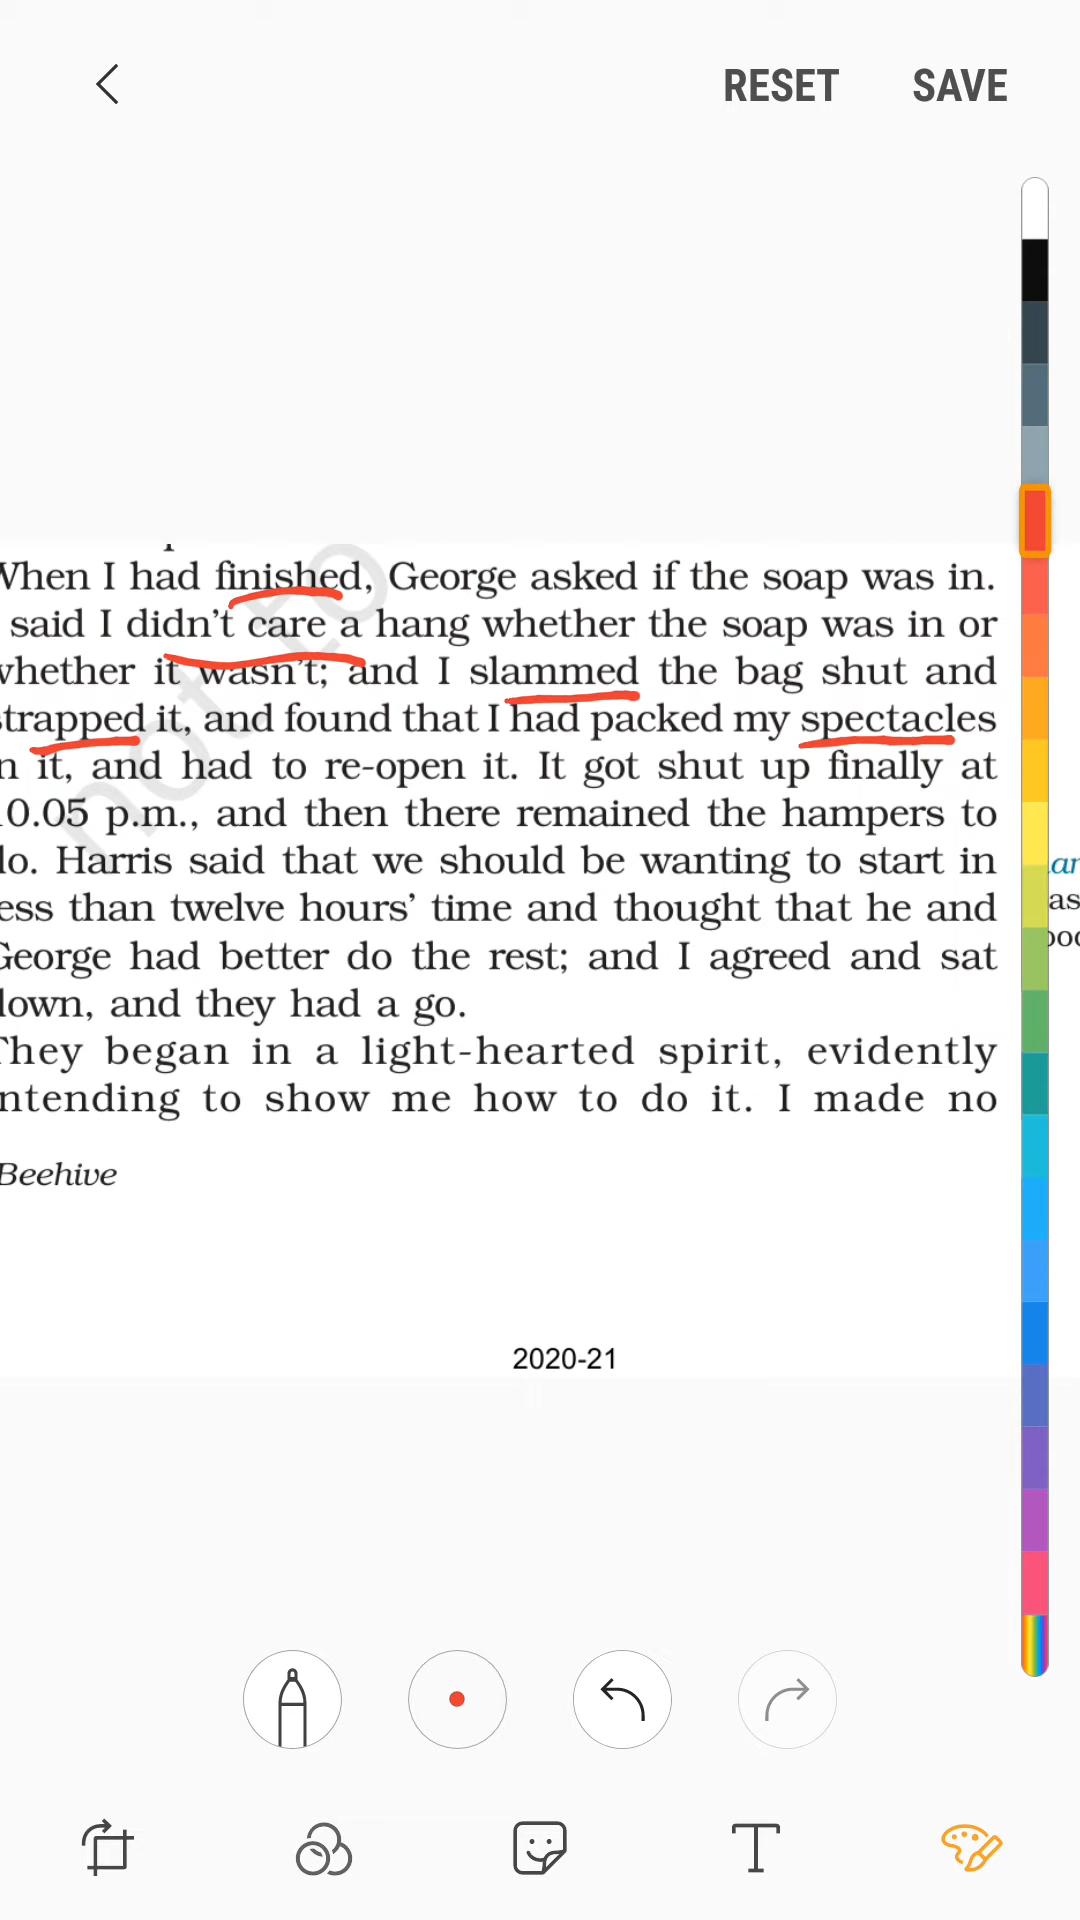 RESET SAVE
When I had finished, George asked if the soap was in.
said I didn't care a hang whether the soap was in or
whether it wasn't; and I slammed the bag shut and
strapped it, and found that I had packed my spectacles
n it, and had to re-open it. It got shut up finally at
10.05 p.m., and then there remained the hampers to
do. Harris said that we should be wanting to start in
ess than twelve hours' time and thought that he and
George had better do the rest; and I agreed and sat
down, and they had a go.
They began in a light-hearted spirit, evidently
ntending to show me how to do it. I made no
Beehive
2020-21
not to
T